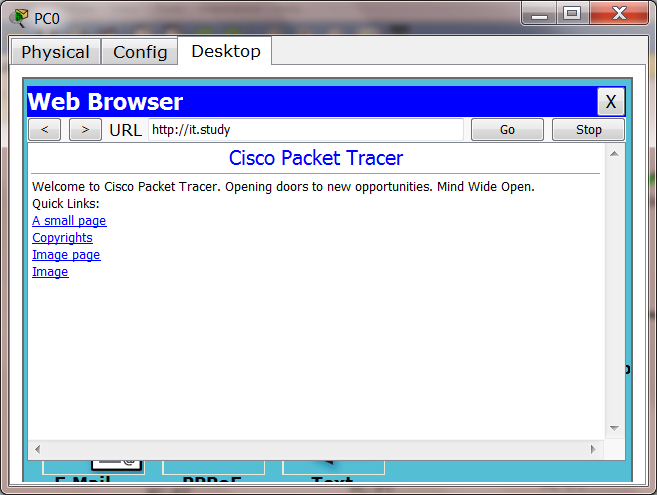 PC0
Physical Config Desktop
Web Browser X
< > URL http://it.study Go Stop
Cisco Packet Tracer
Welcome to Cisco Packet Tracer. Opening doors to new opportunities. Mind Wide Open.
Quick Links:
A small page
Copyrights
Image page
Image
E Mail PPPoE Text